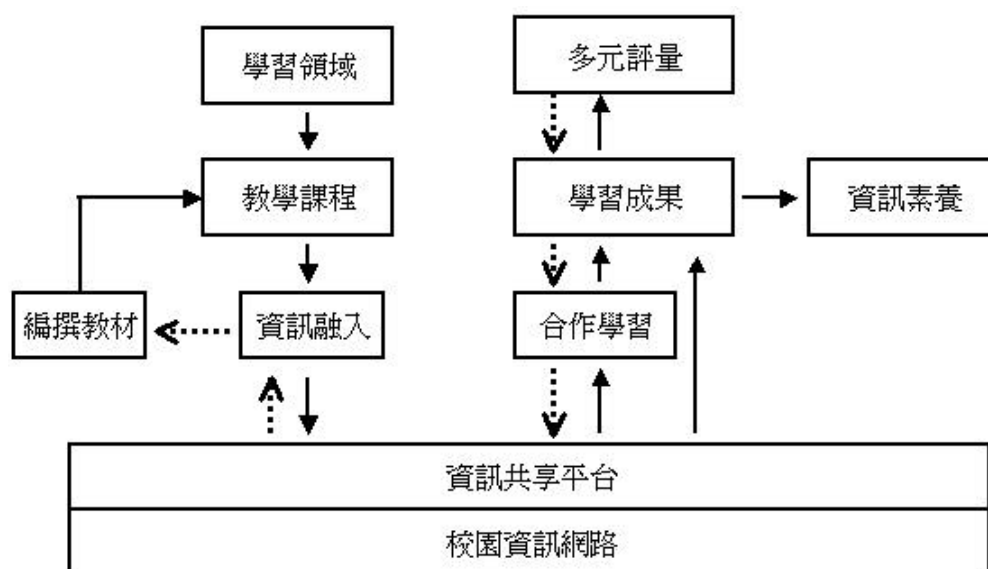 學習領域
多元評量
教學課程
學習成果
資訊素養
編撰教材
資訊融入
合作學習
資訊共享平台
校園資訊網路